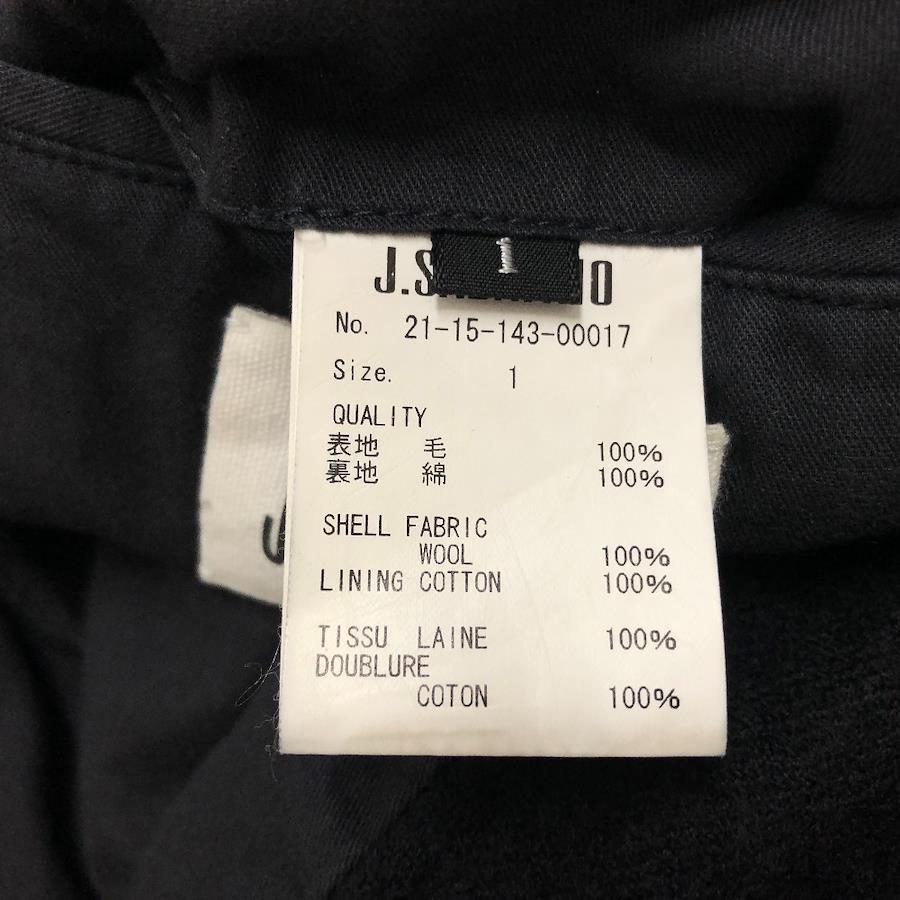 1
No. 21-15-143-00017
Size. 1
QUALITY
表地 毛 100%
裏地 綿 100%
SHELL FABRIC
WOOL 100%
LINING COTTON 100%
TISSU LAINE 100%
DOUBLURE
COTON 100%